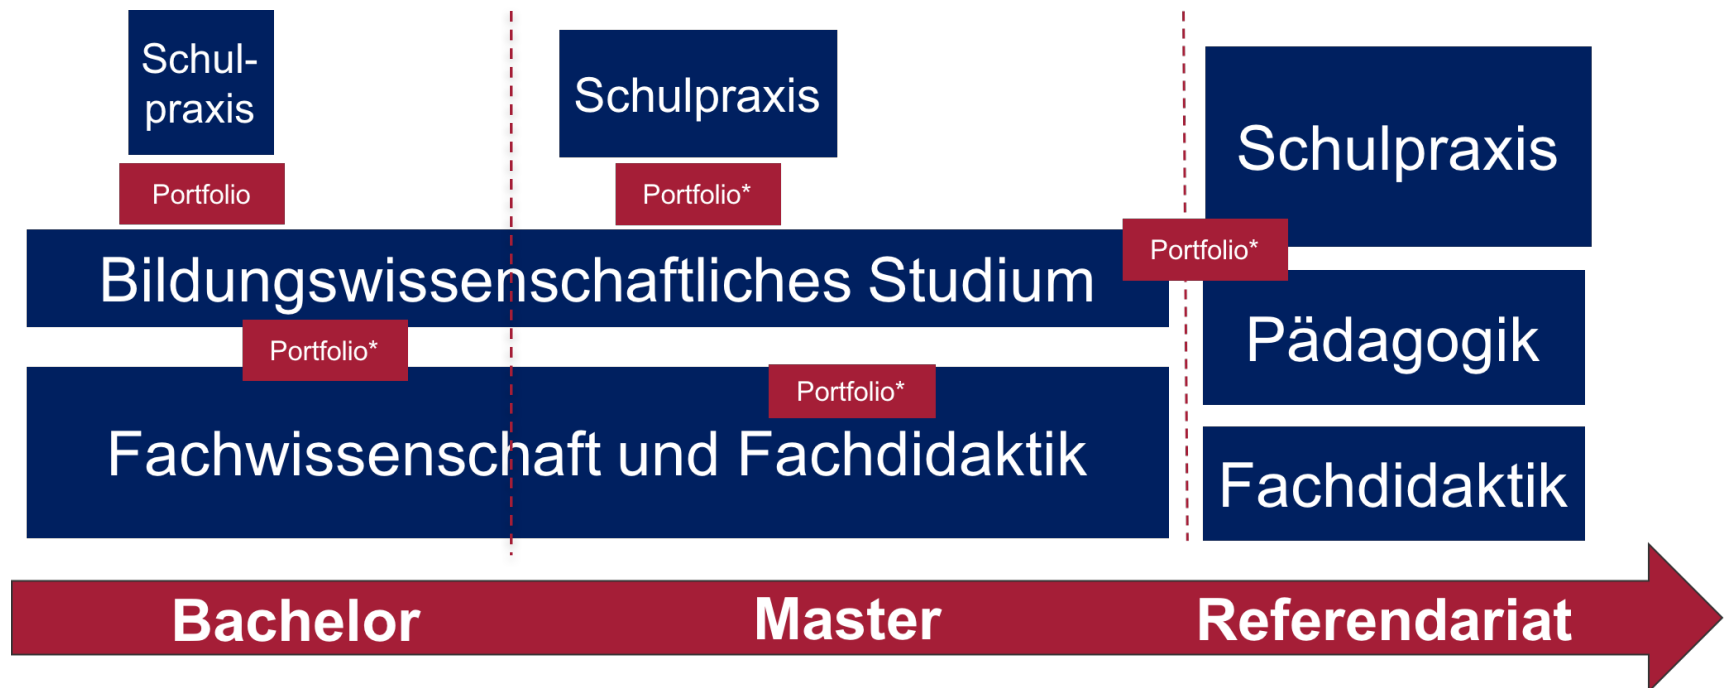 Schul-
praxis
Schulpraxis
Schulpraxis
Portfolio
Portfolio*
Portfolio*
Bildungswissenschaftliches Studium
Pädagogik
Portfolio*
Portfolio*
Fachwissenschaft und Fachdidaktik
Fachdidaktik
Bachelor
Master
Referendariat